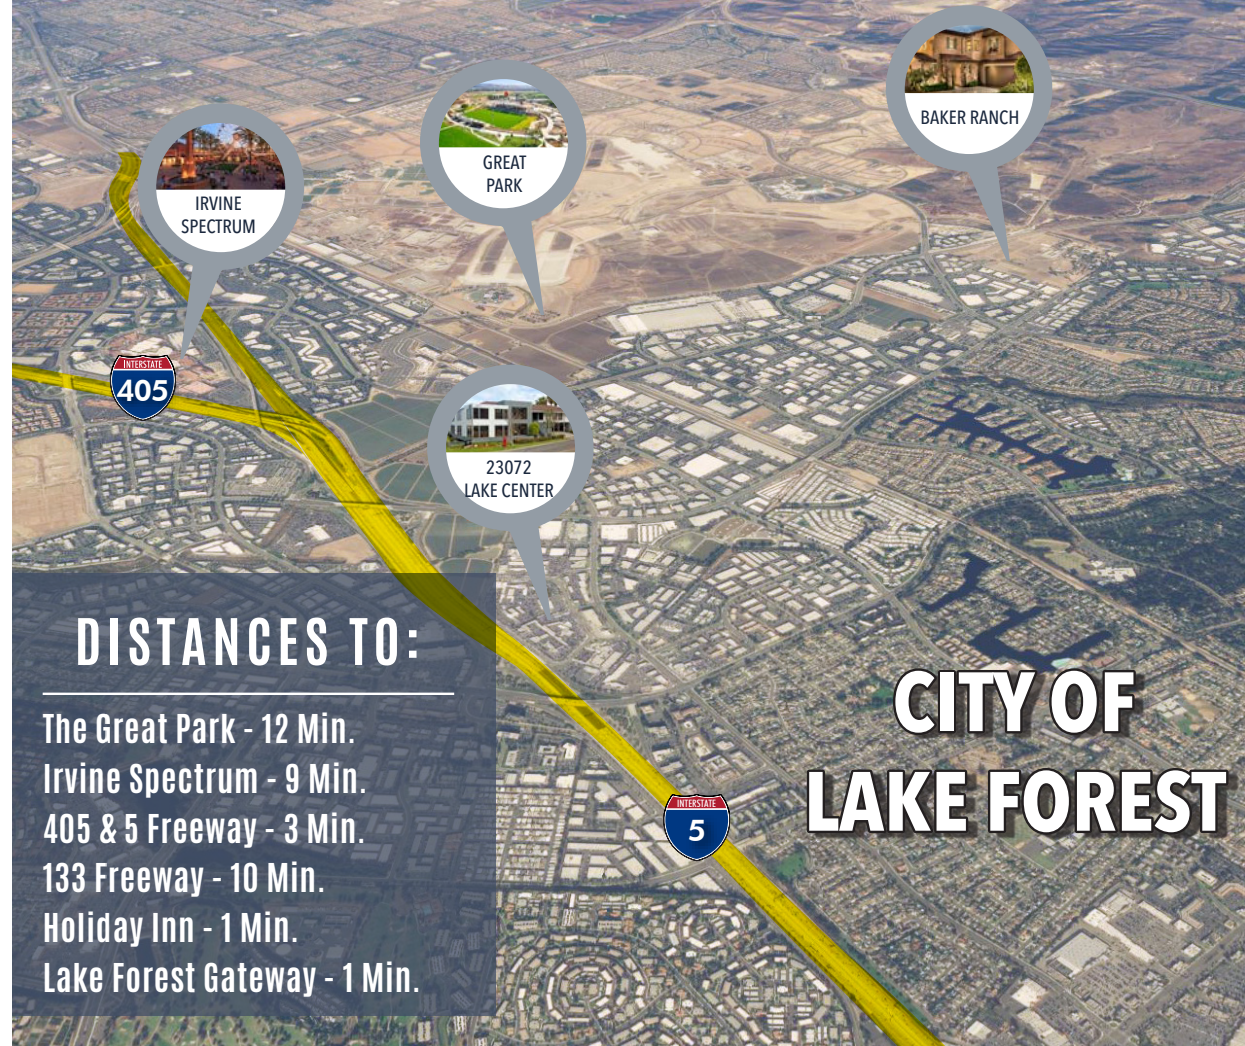 BAKER RANCH
GREAT
PARK
IRVINE
SPECTRUM
INTERSTATE
405
23072
LAKE CENTER
DISTANCES TO:
The Great Park - 12 Min.
Irvine Spectrum - 9 Min.
405 & 5 Freeway - 3 Min.
133 Freeway - 10 Min.
Holiday Inn - 1 Min.
Lake Forest Gateway - 1 Min.
CITY OF
LAKE FOREST
INTERSTATE
5